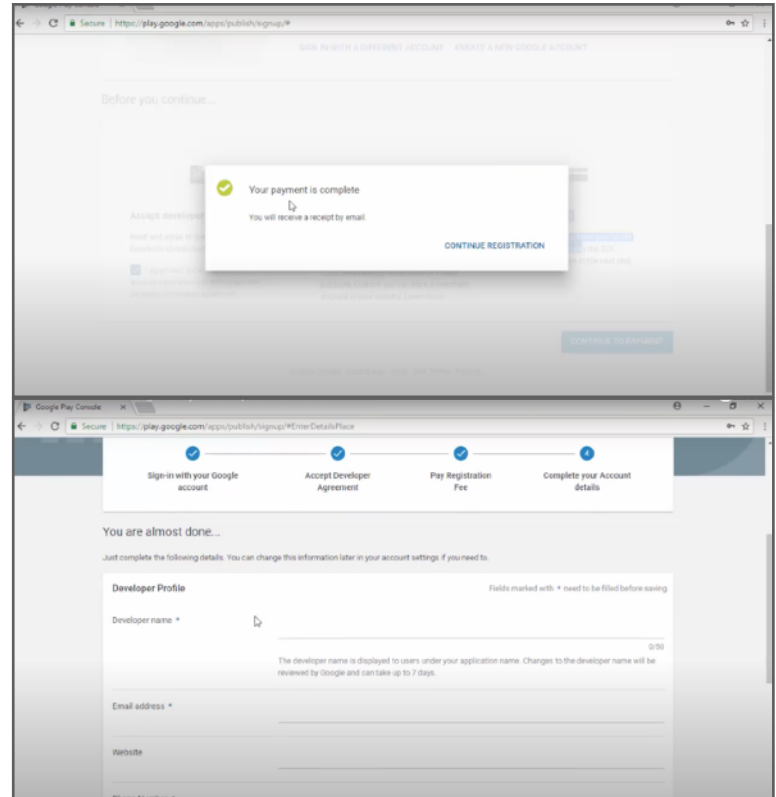 Google Play Console
Secure | https://play.google.com/apps/publish/signup/#
SIGN IN WITH A DIFFERENT ACCOUNT CREATE A NEW GOOGLE ACCOUNT
Before you continue...
Your payment is complete
You will receive a receipt by email.
CONTINUE REGISTRATION
Accept developer
CONTINUE TO PAYMENT
Google Play Console
Secure | https://play.google.com/apps/publish/signup/#EnterDetailsPlace
4
Sign-in with your Google account
Accept Developer Agreement
Pay Registration Fee
Complete your Account details
You are almost done...
Just complete the following details. You can change this information later in your account settings if you need to.
Developer Profile
Fields marked with * need to be filled before saving
Developer name *
0/50
The developer name is displayed to users under your application name. Changes to the developer name will be
reviewed by Google and can take up to 7 days.
Email address *
Website